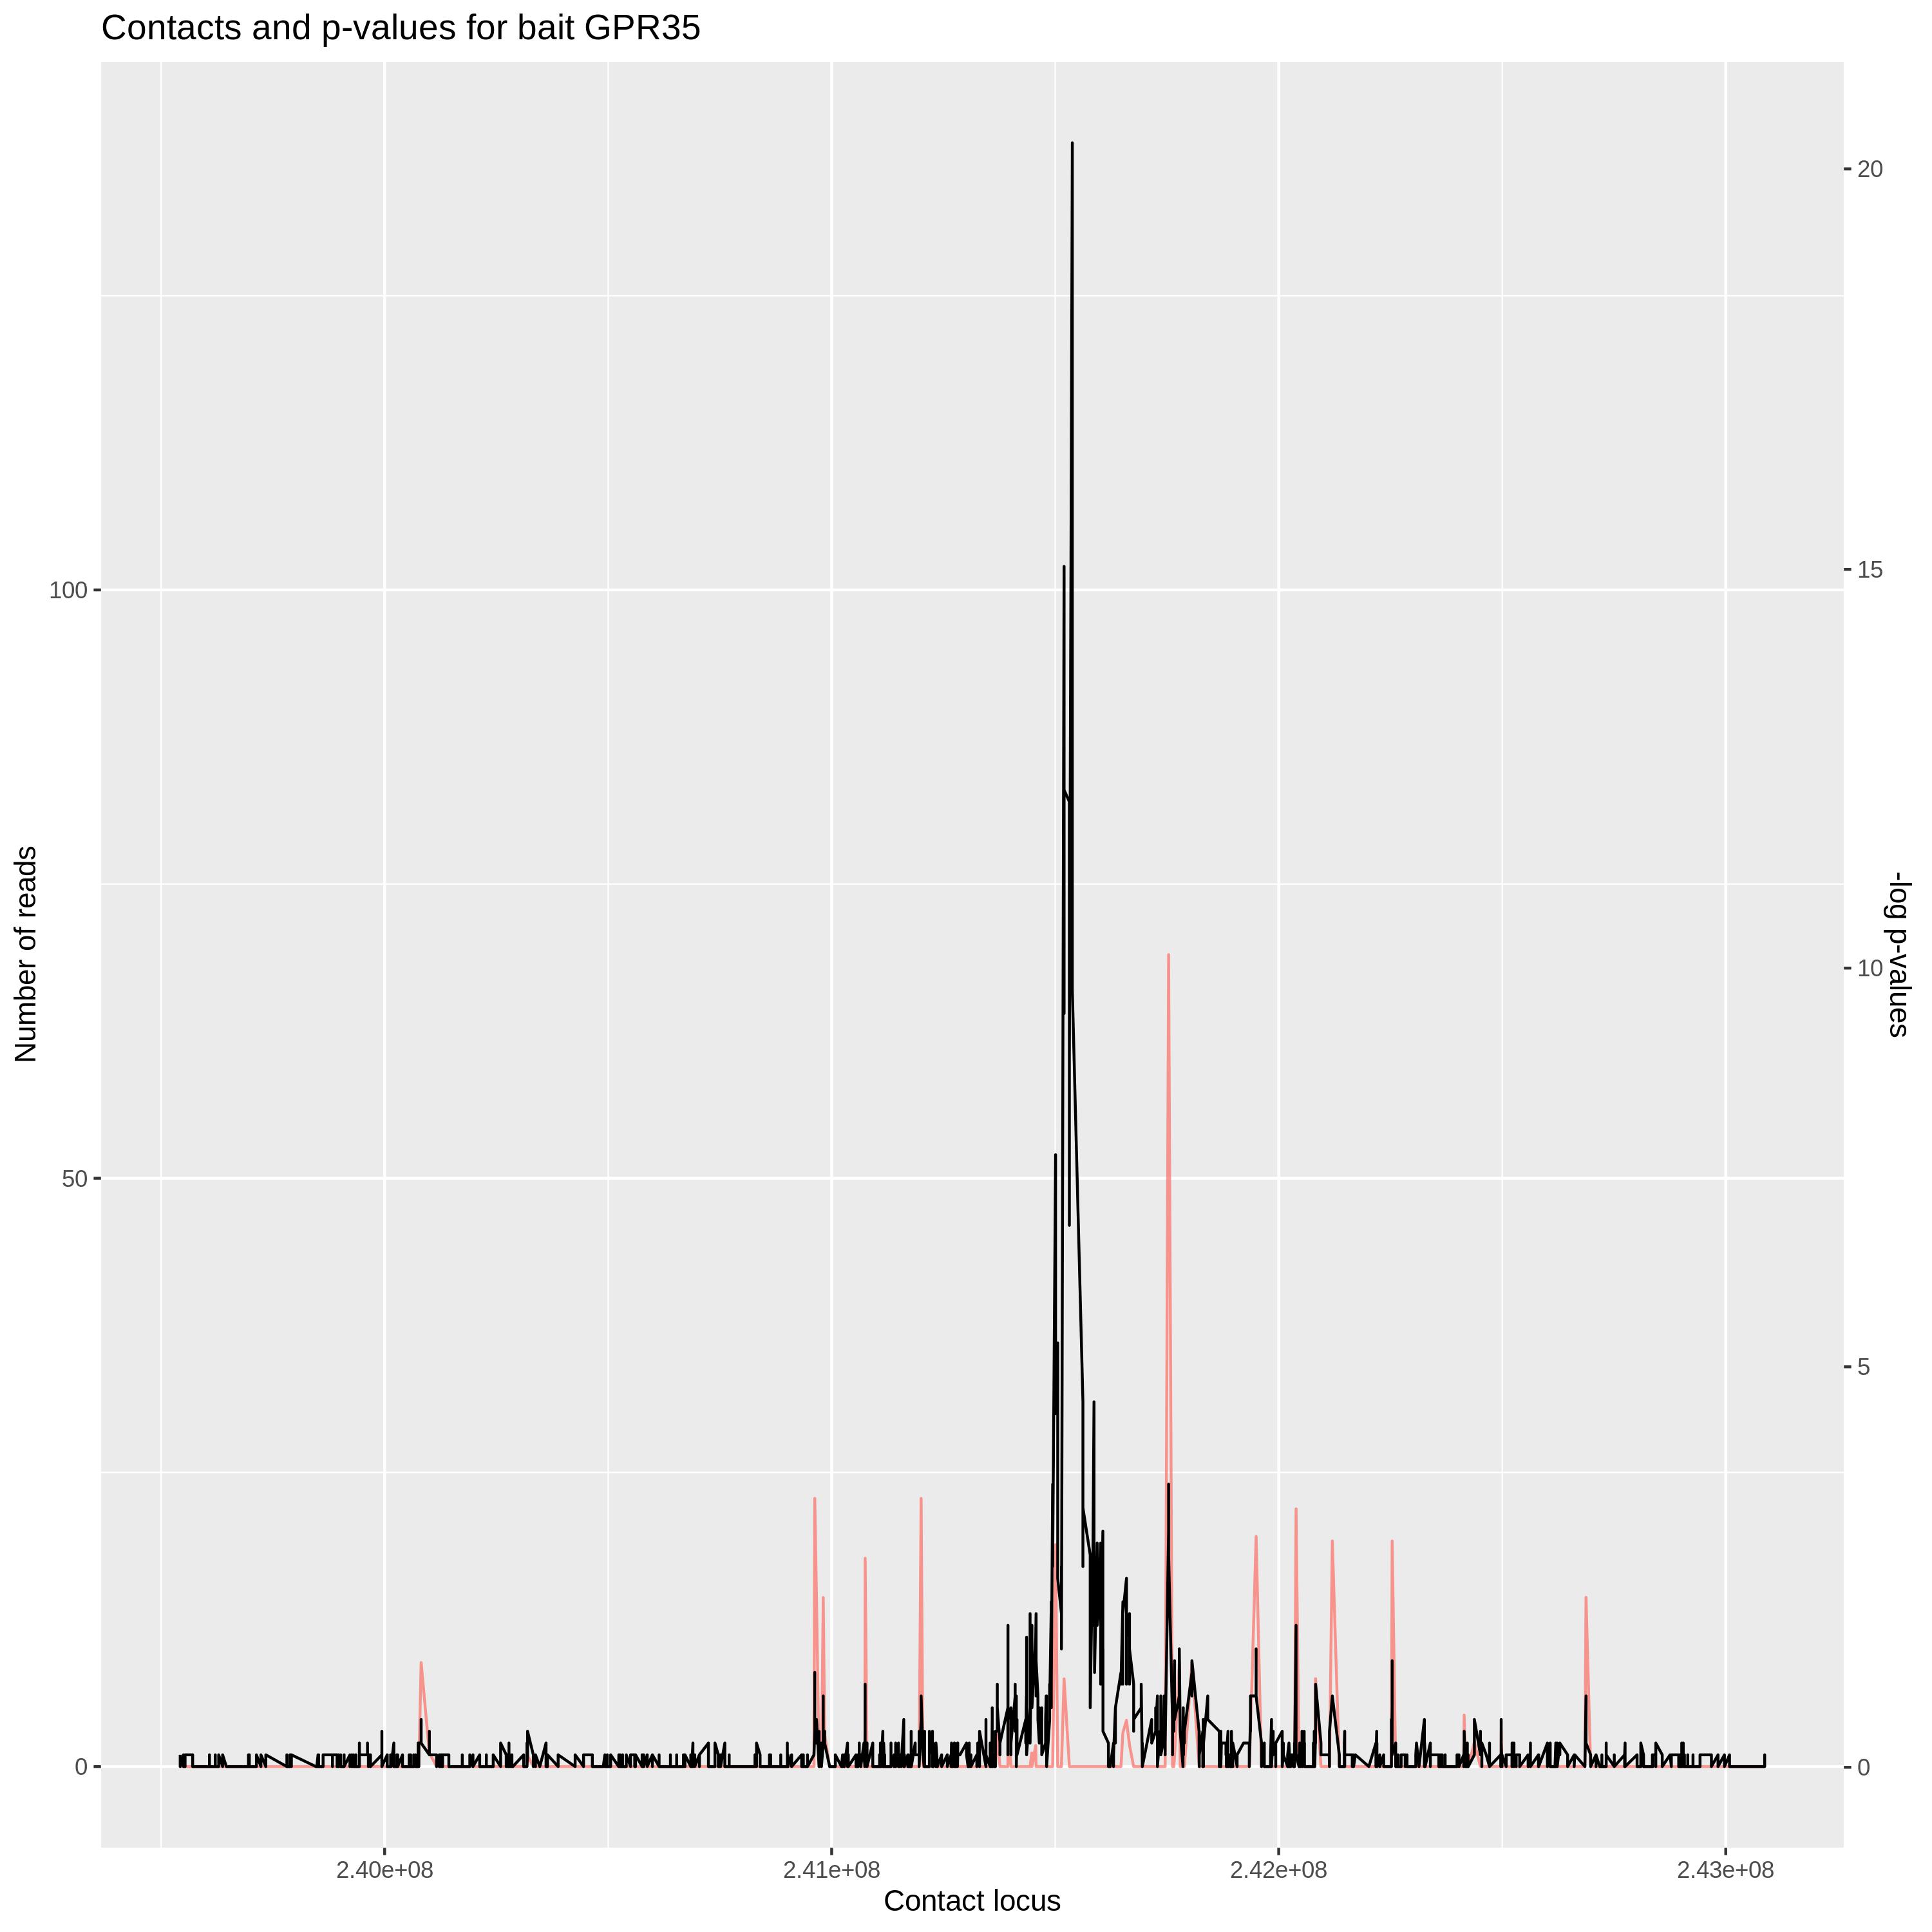 Contacts and p-values for bait GPR35
Number of reads
100
50
0
20
15
10
5
0
-log p-values
2.40e+08
2.41e+08
2.42e+08
2.43e+08
Contact locus